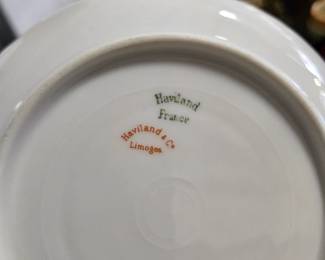 Haviland
France
Haviland & Co
Limoges